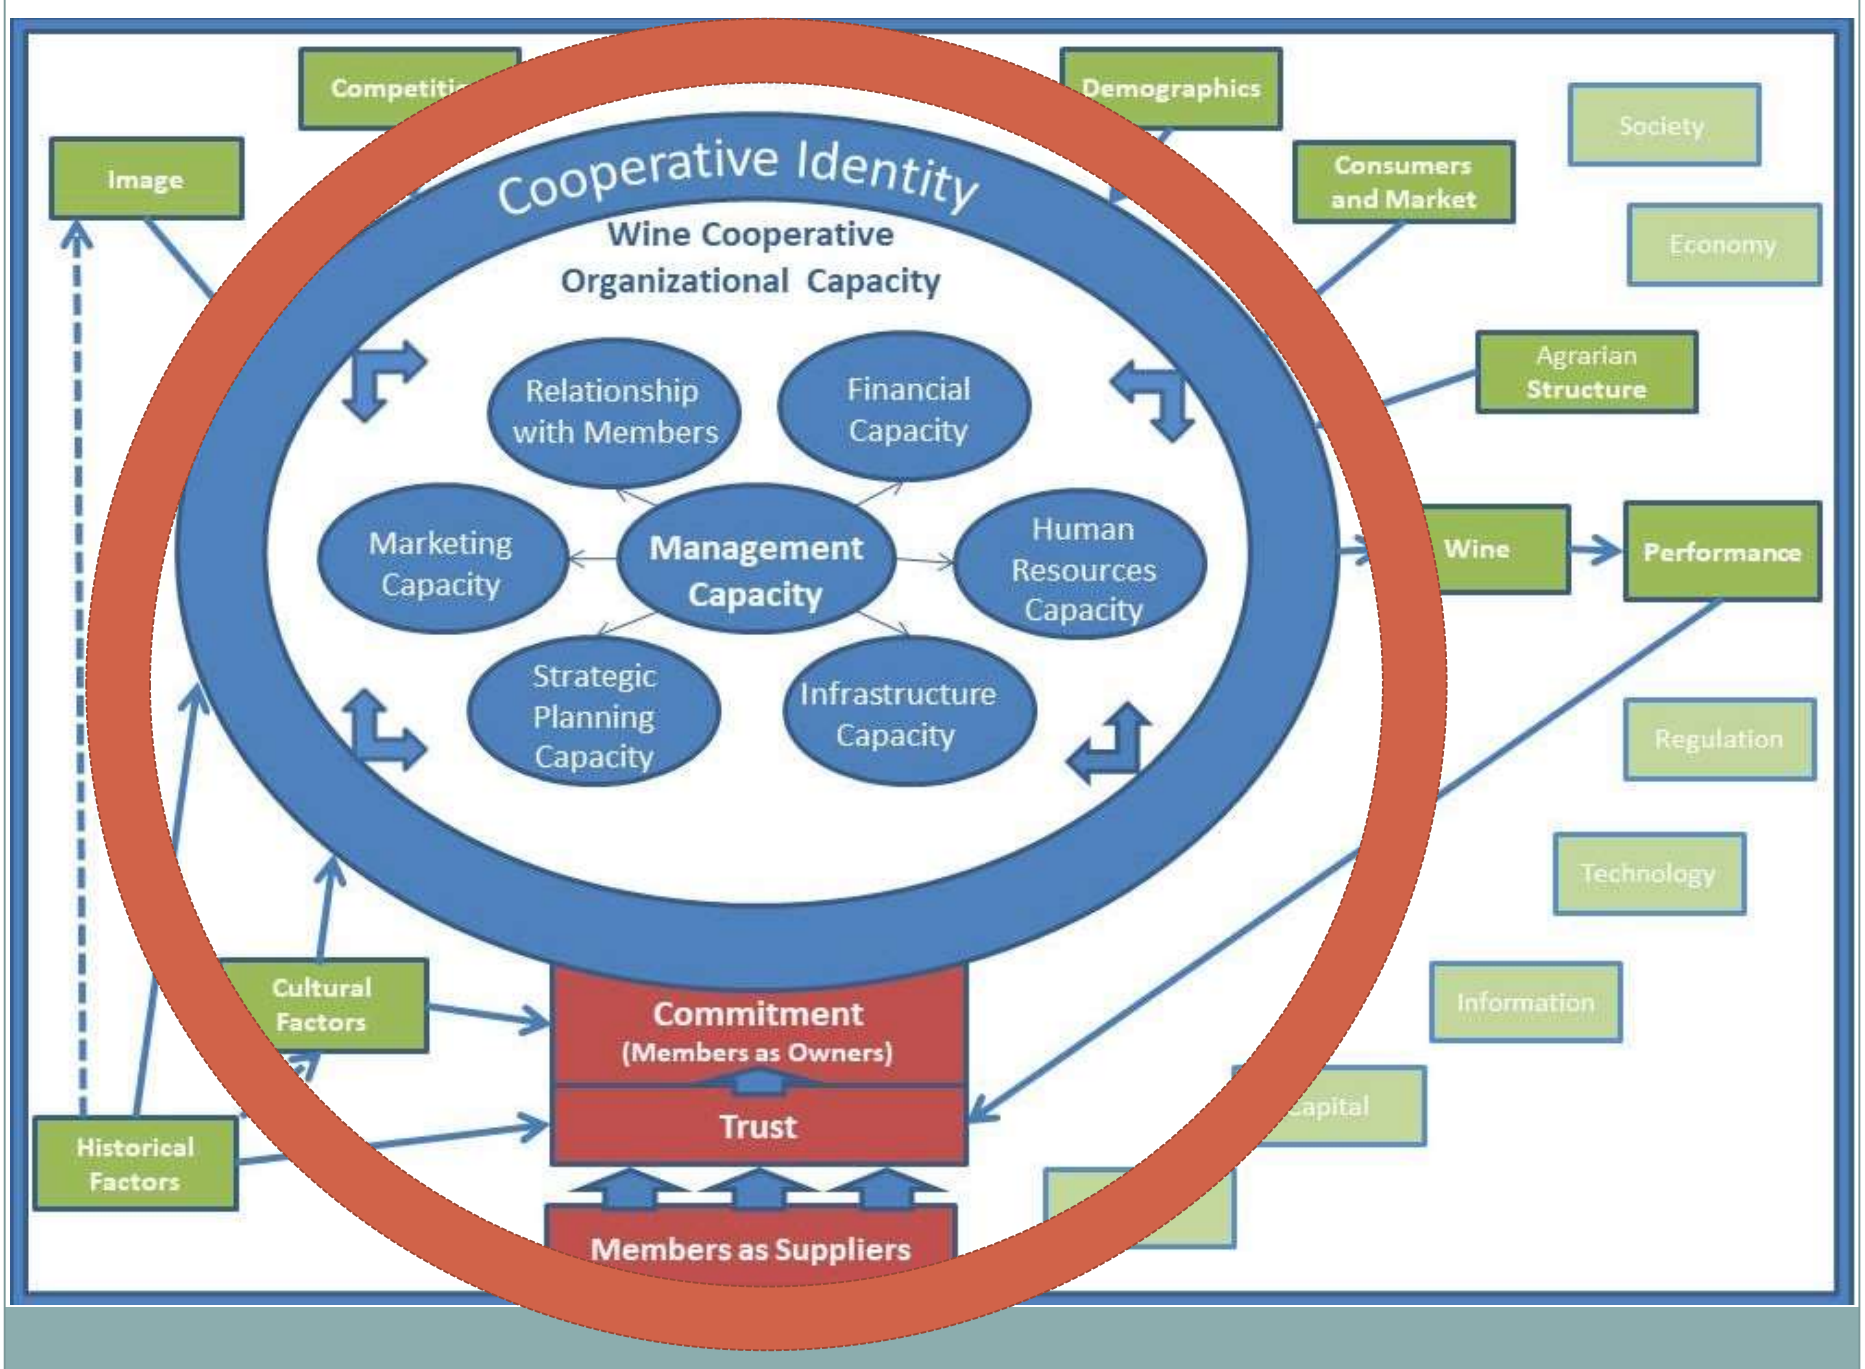 Competiti
Demographics
Society
Image
Consumers
and Market
Cooperative Identity
Wine Cooperative
Organizational Capacity
Economy
Agrarian
Structure
Relationship
with Members
Financial
Capacity
Marketing
Capacity
Management
Capacity
Human
Resources
Capacity
Wine
Performance
Strategic
Planning
Capacity
Infrastructure
Capacity
Regulation
Technology
Cultural
Factors
Commitment
(Members as Owners)
Information
Trust
Capital
Historical
Factors
Members as Suppliers